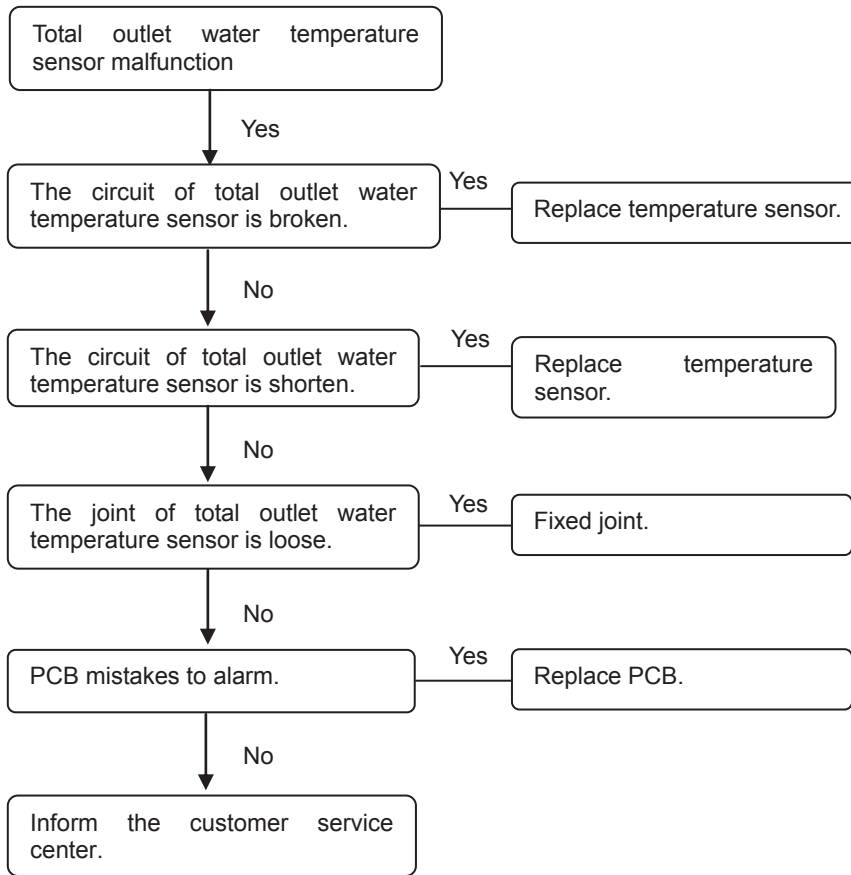 Total outlet water temperature
sensor malfunction
Yes
The circuit of total outlet water
temperature sensor is broken.
Yes
Replace temperature sensor.
No
The circuit of total outlet water
temperature sensor is shorten.
Yes
Replace temperature
sensor.
No
The joint of total outlet water
temperature sensor is loose.
Yes
Fixed joint.
No
PCB mistakes to alarm.
Yes
Replace PCB.
No
Inform the customer service
center.